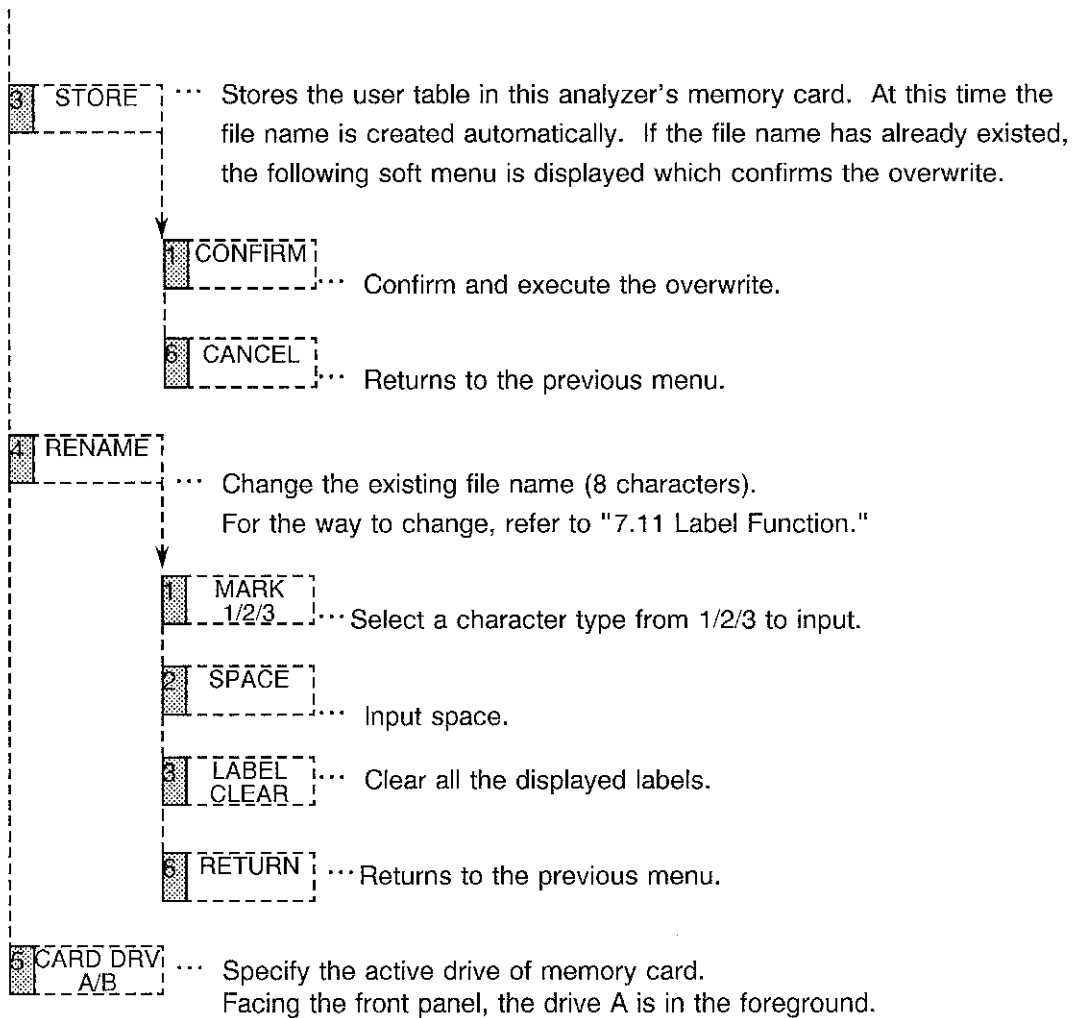 3 STORE ··· Stores the user table in this analyzer's memory card. At this time the
file name is created automatically. If the file name has already existed,
the following soft menu is displayed which confirms the overwrite.
1 CONFIRM
··· Confirm and execute the overwrite.
6 CANCEL
··· Returns to the previous menu.
4 RENAME
··· Change the existing file name (8 characters).
For the way to change, refer to "7.11 Label Function."
1 MARK
1/2/3 ··· Select a character type from 1/2/3 to input.
2 SPACE
··· Input space.
3 LABEL
CLEAR ··· Clear all the displayed labels.
6 RETURN ··· Returns to the previous menu.
5 CARD DRV
A/B ··· Specify the active drive of memory card.
Facing the front panel, the drive A is in the foreground.